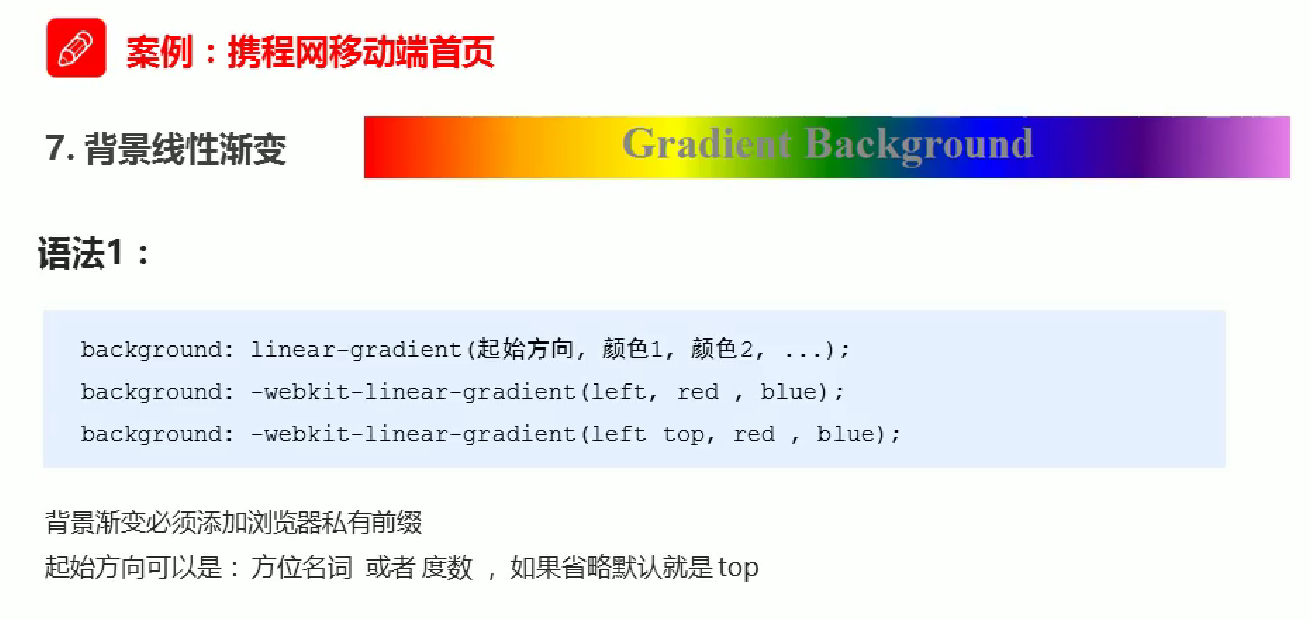 案例：携程网移动端首页
7. 背景线性渐变
Gradient Background
语法1：
background: linear-gradient(起始方向, 颜色1, 颜色2, ...);
background: -webkit-linear-gradient(left, red , blue);
background: -webkit-linear-gradient(left top, red , blue);
背景渐变必须添加浏览器私有前缀
起始方向可以是：方位名词 或者 度数 ，如果省略默认就是 top